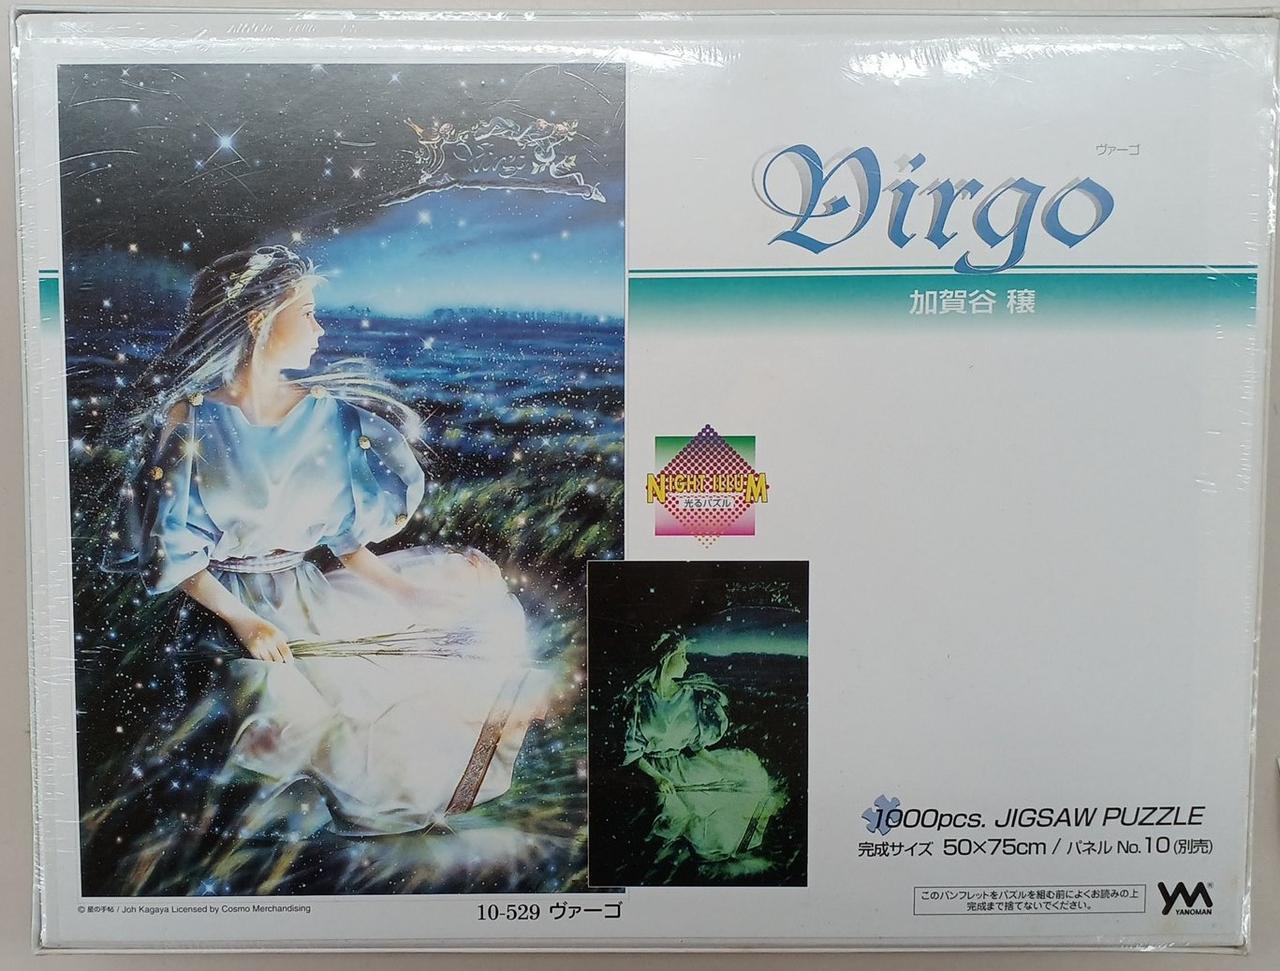 Virgo
ヴァーゴ
Virgo
加賀谷 穣
NIGHT ILLUM
光るパズル
1000pcs. JIGSAW PUZZLE
完成サイズ 50×75cm / パネル No.10 (別売)
このパンフレットをパズルを組む前によくお読みの上
完成まで捨てないでください。
YM®
YANOMAN
© 星の手帖 / Joh Kagaya Licensed by Cosmo Merchandising
10-529 ヴァーゴ